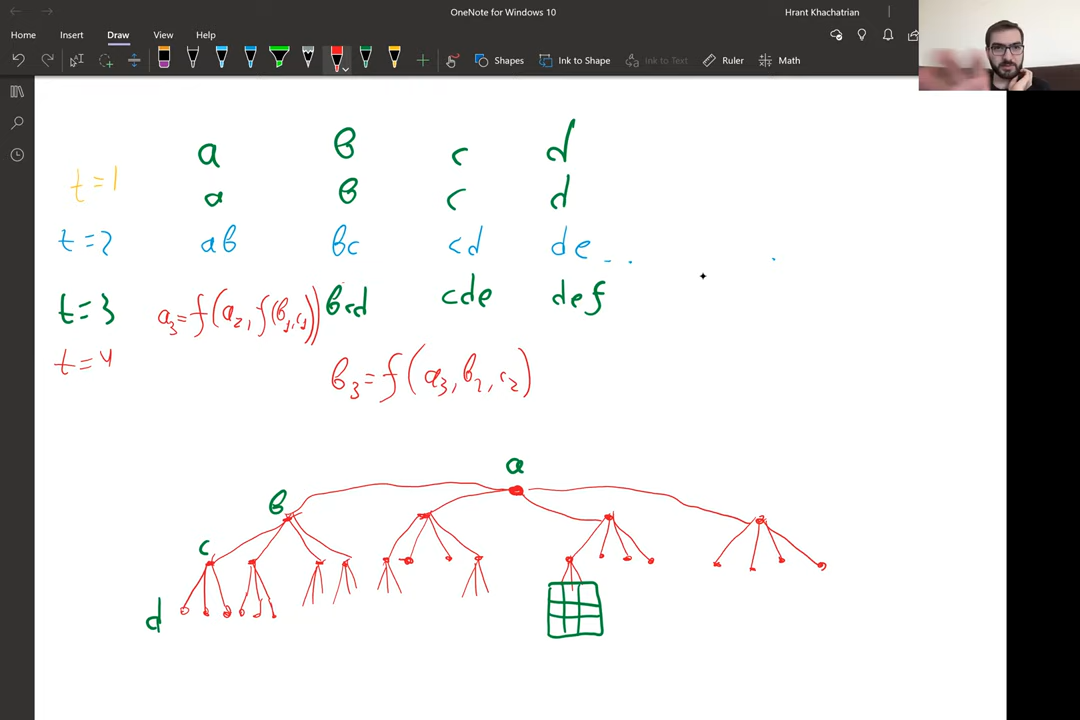 OneNote for Windows 10
Hrant Khachatrian
Home Insert Draw View Help
Shapes Ink to Shape Ink to Text Ruler Math
a b c d
t=1 a b c d
t=2 ab bc cd de ...
t=3 a₃=f(a₂, f(b₁,c₁)) bcd cde def
t=4
b₃=f(a₃, b₂, c₂)
a
b
c
d